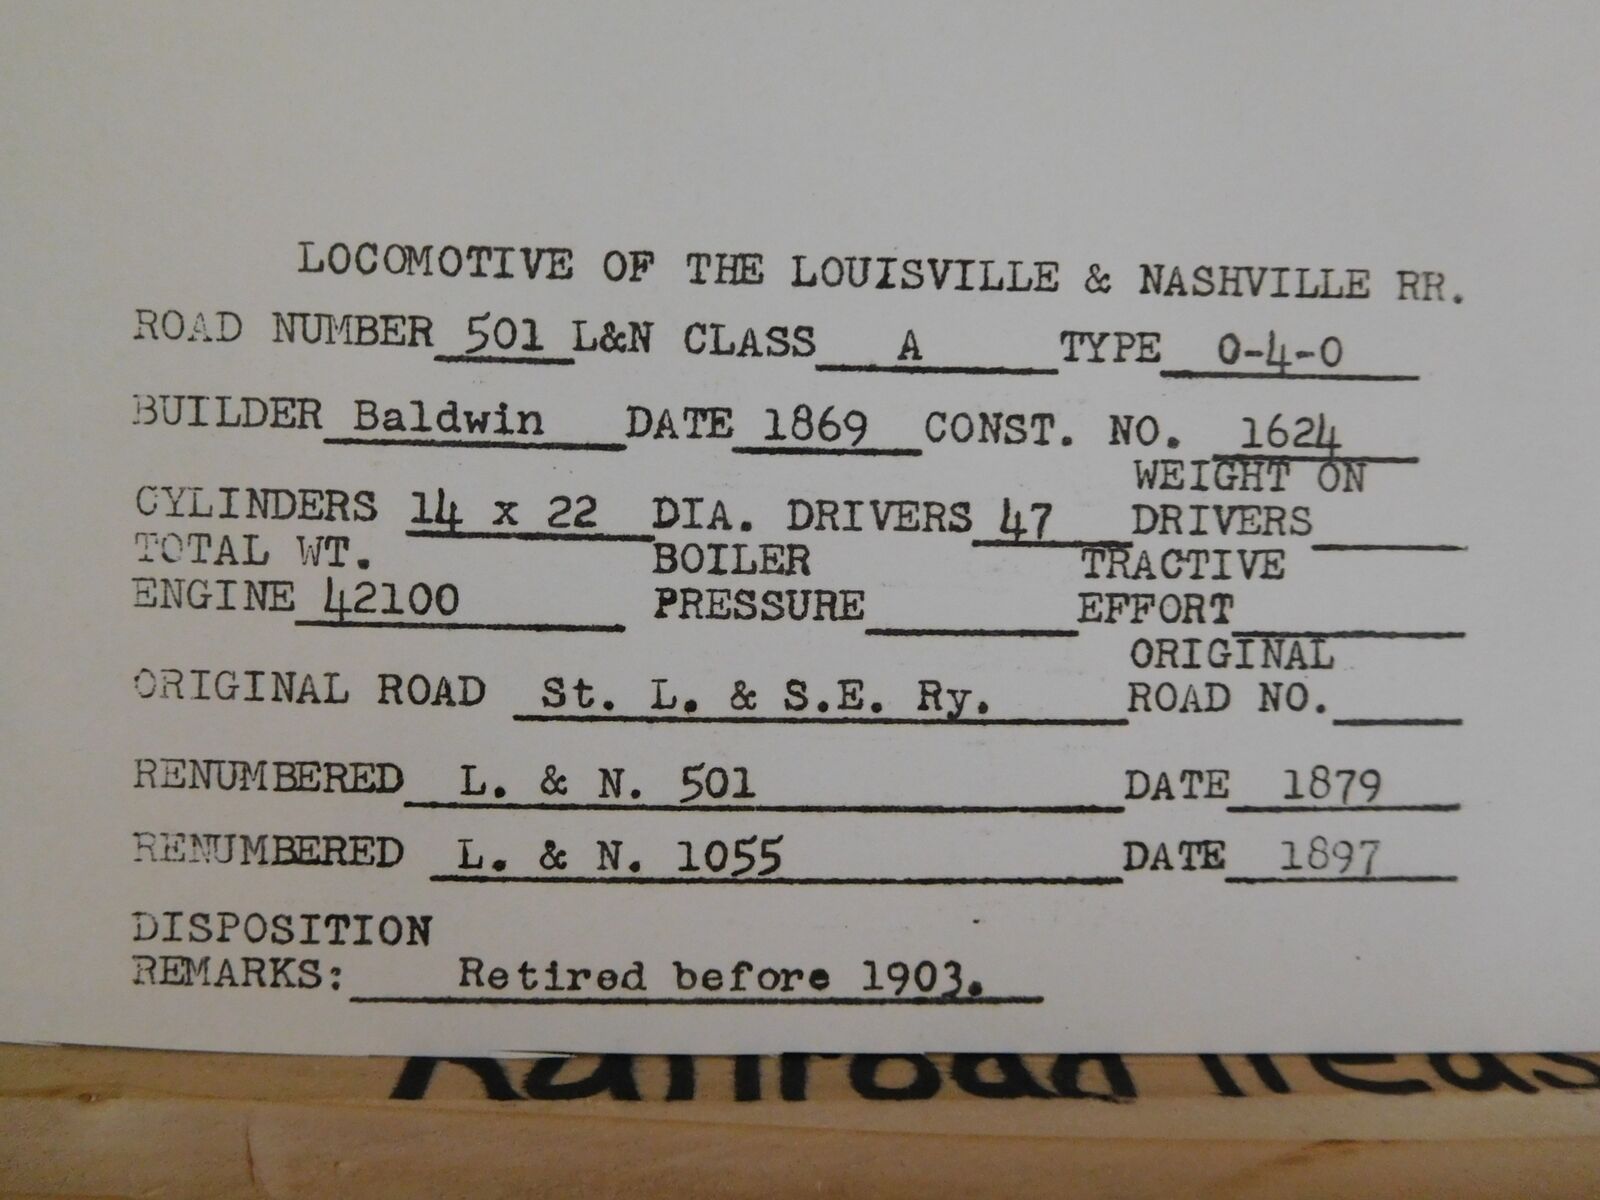 LOCOMOTIVE OF THE LOUISVILLE & NASHVILLE RR.
ROAD NUMBER 501 L&N CLASS A TYPE 0-4-0
BUILDER Baldwin DATE 1869 CONST. NO. 1624
WEIGHT ON
CYLINDERS 14 x 22 DIA. DRIVERS 47 DRIVERS
TOTAL WT. BOILER TRACTIVE
ENGINE 42100 PRESSURE EFFORT
ORIGINAL
ORIGINAL ROAD St. L. & S.E. Ry. ROAD NO.
RENUMBERED L. & N. 501 DATE 1879
RENUMBERED L. & N. 1055 DATE 1897
DISPOSITION
REMARKS: Retired before 1903.
Railroad Treas